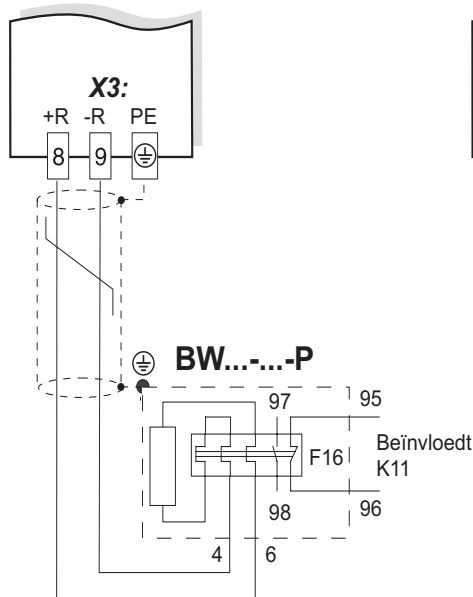 X3:
+R -R PE
8 9
BW...-...-P
97 95
F16 Beïnvloedt
K11
98 96
4 6